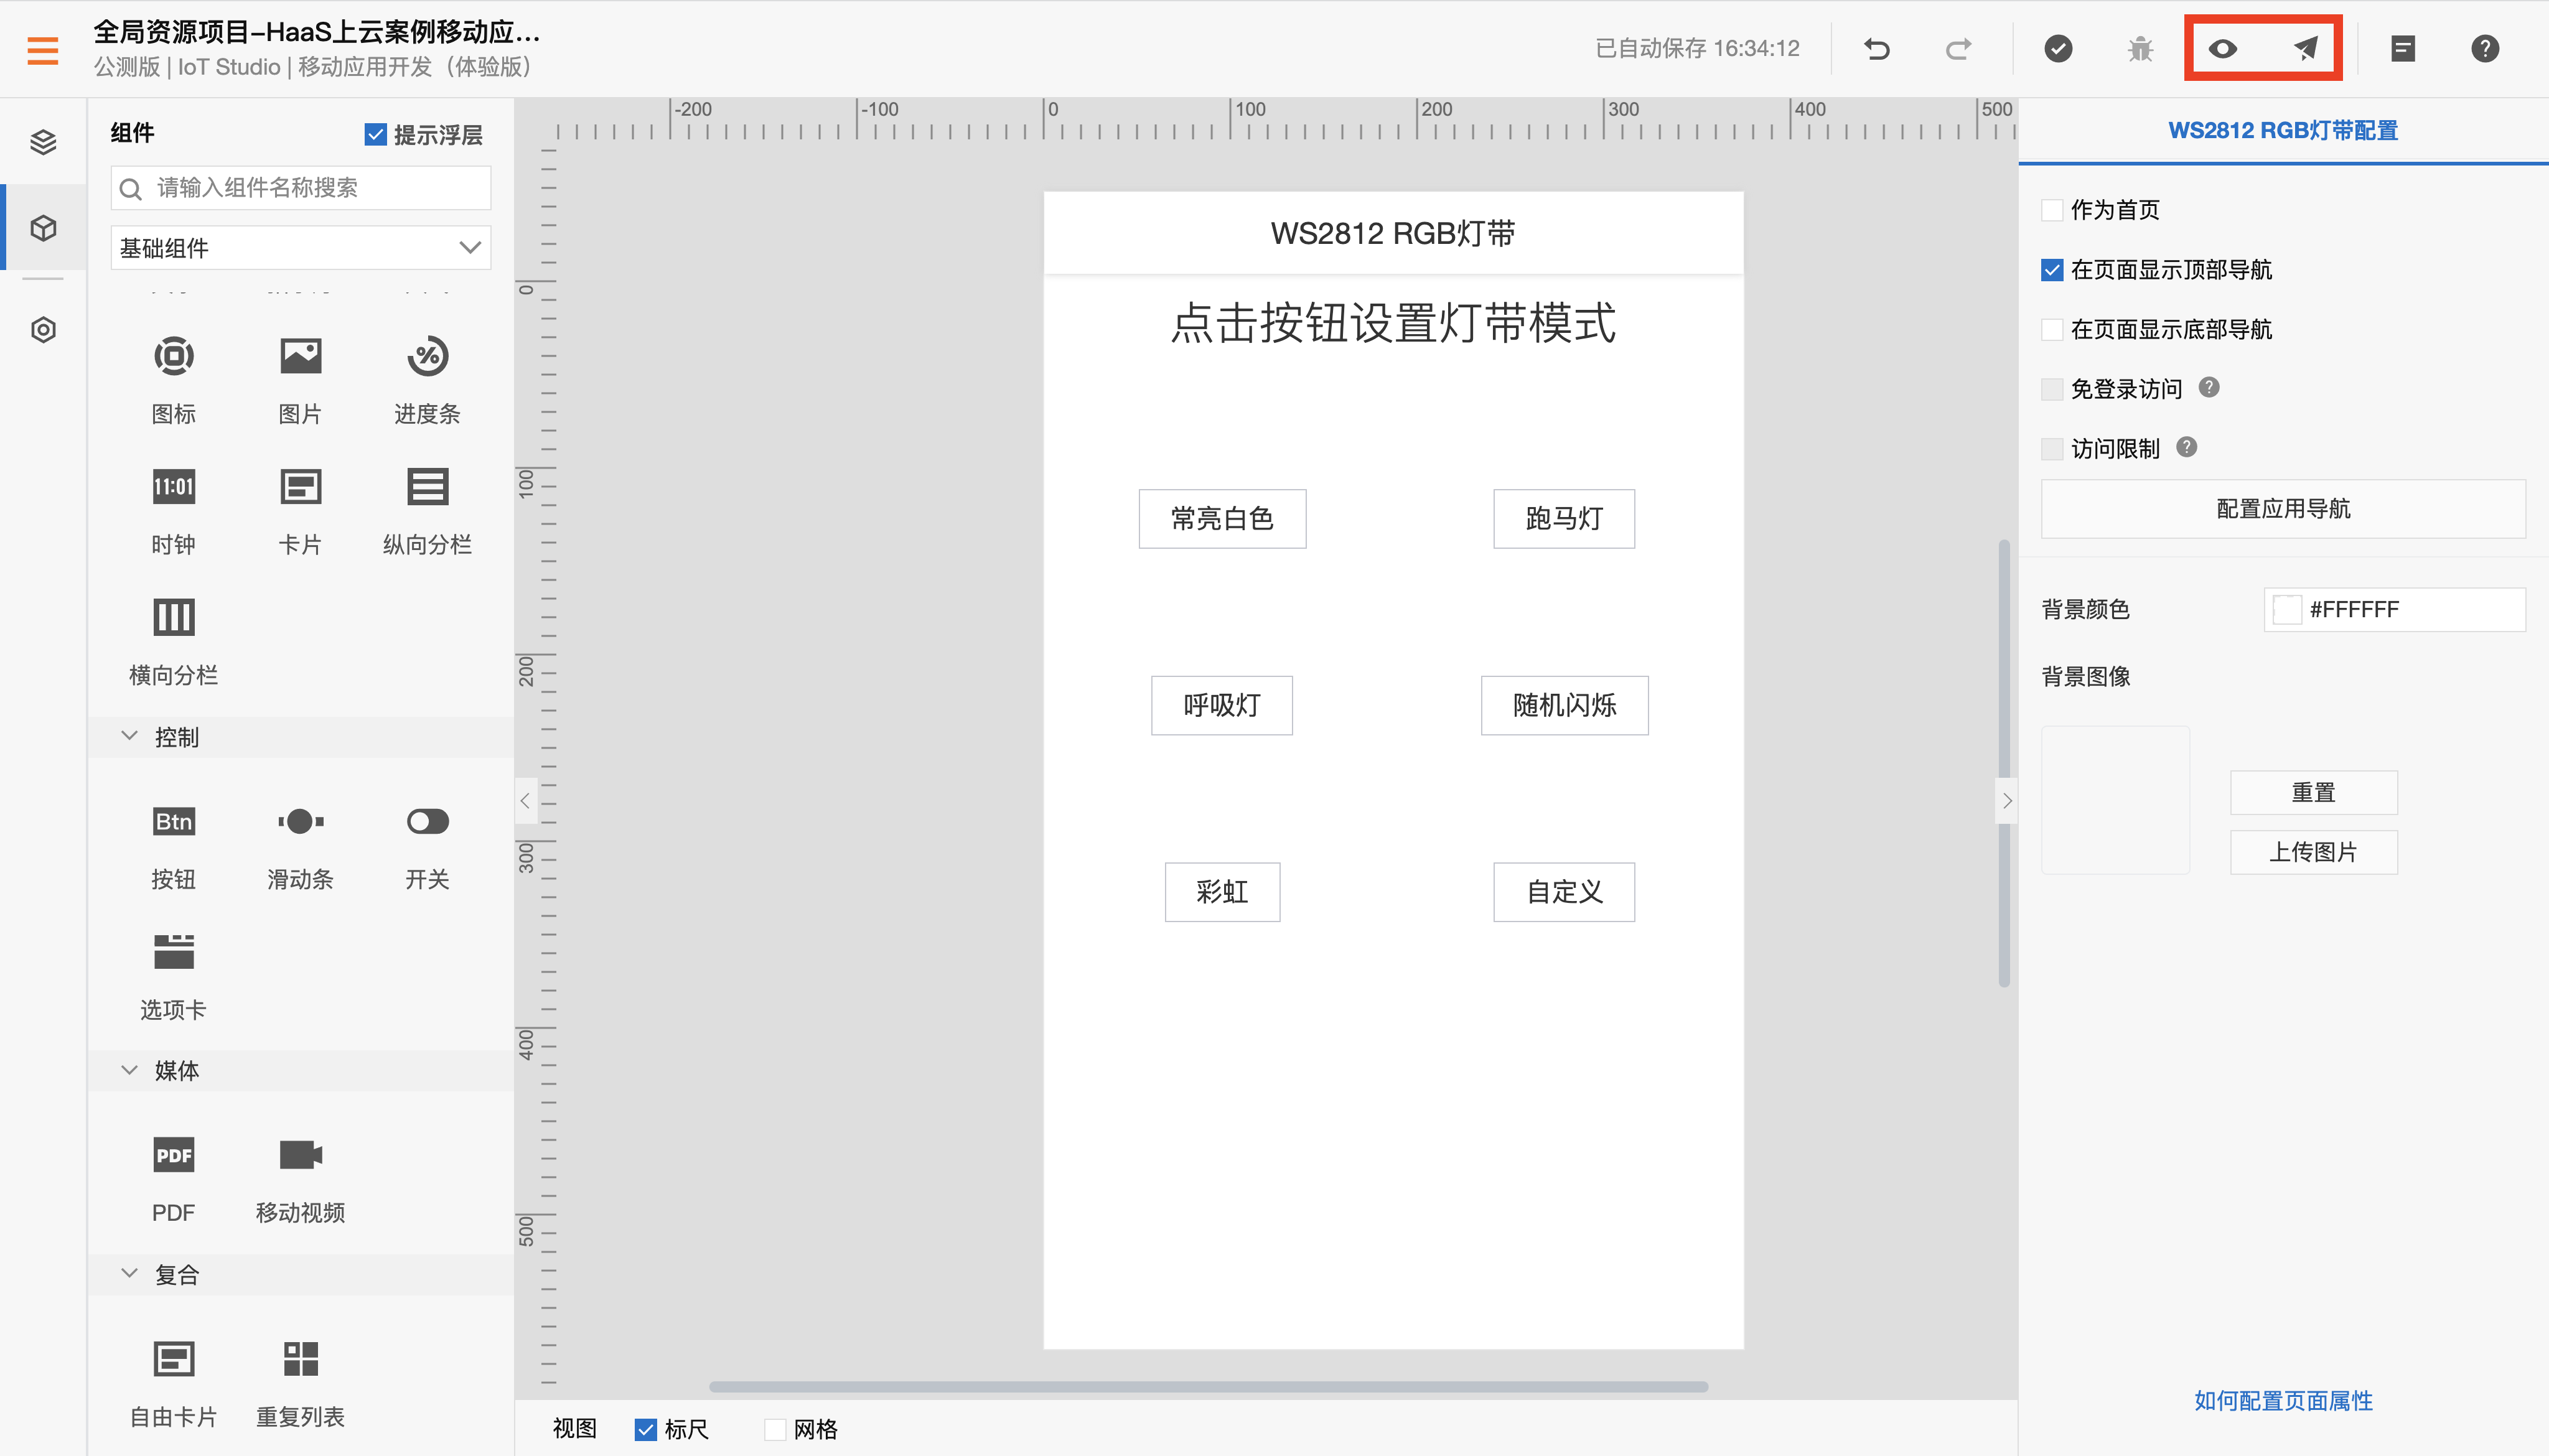 全局资源项目–HaaS上云案例移动应...
公测版 | IoT Studio | 移动应用开发（体验版）
已自动保存 16:34:12
组件
提示浮层
请输入组件名称搜索
基础组件
图标
图片
进度条
11:01
时钟
卡片
纵向分栏
横向分栏
控制
Btn
按钮
滑动条
开关
选项卡
媒体
PDF
PDF
移动视频
复合
自由卡片
重复列表
-200
-100
0
100
200
300
400
500
0
100
200
300
400
500
WS2812 RGB灯带
点击按钮设置灯带模式
常亮白色
跑马灯
呼吸灯
随机闪烁
彩虹
自定义
视图
标尺
网格
WS2812 RGB灯带配置
作为首页
在页面显示顶部导航
在页面显示底部导航
免登录访问
访问限制
配置应用导航
背景颜色
#FFFFFF
背景图像
重置
上传图片
如何配置页面属性